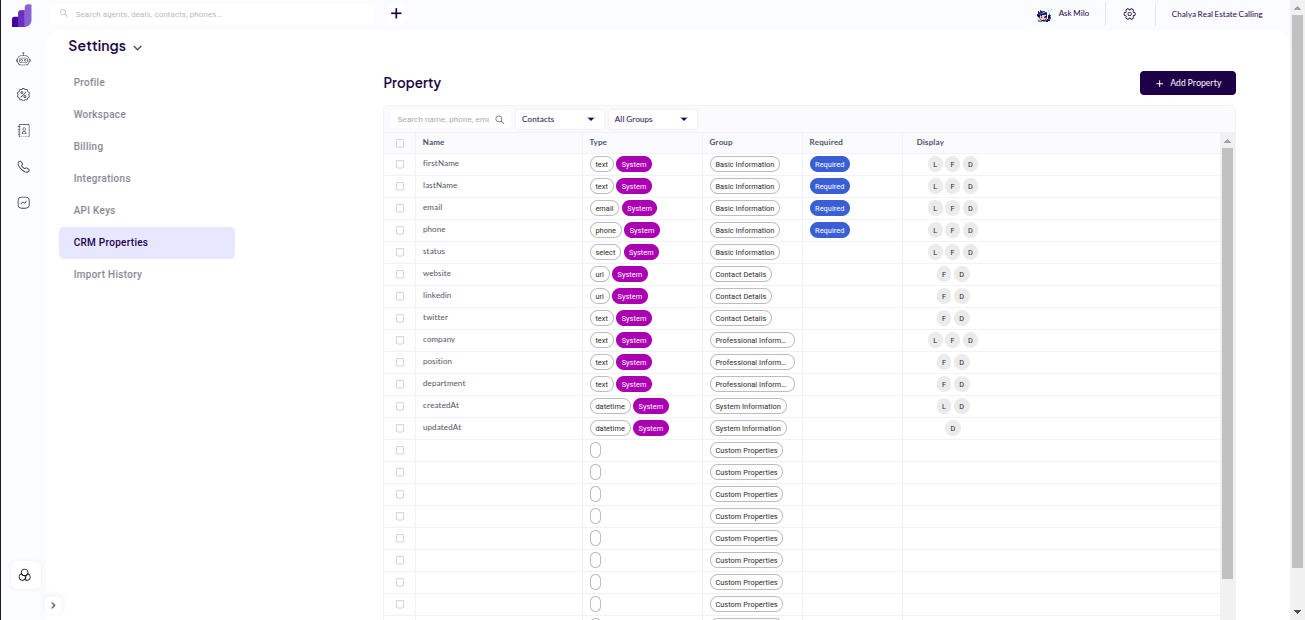 Search agents, deals, contacts, phones...
Ask Milo
Chalya Real Estate Calling
Settings
Profile
Workspace
Billing
Integrations
API Keys
CRM Properties
Import History
Property
+ Add Property
Search name, phone, ema
Contacts
All Groups
Name Type Group Required Display
firstName text System Basic Information Required L F D
lastName text System Basic Information Required L F D
email email System Basic Information Required L F D
phone phone System Basic Information Required L F D
status select System Basic Information L F D
website url System Contact Details F D
linkedin url System Contact Details F D
twitter text System Contact Details F D
company text System Professional Inform... L F D
position text System Professional Inform... F D
department text System Professional Inform... F D
createdAt datetime System System Information L D
updatedAt datetime System System Information D
Custom Properties
Custom Properties
Custom Properties
Custom Properties
Custom Properties
Custom Properties
Custom Properties
Custom Properties